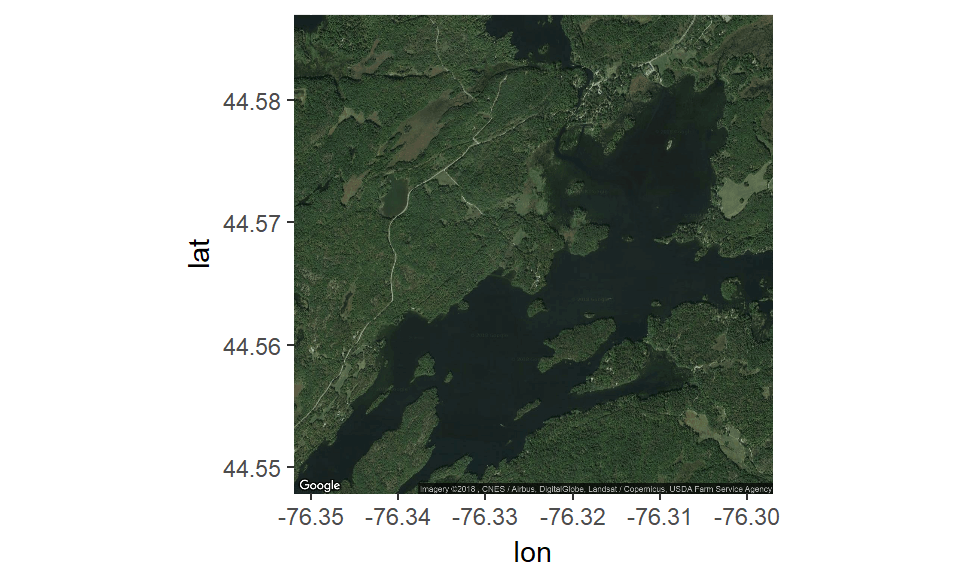 44.58
44.57
lat
44.56
44.55
Google
Imagery ©2018 , CNES / Airbus, DigitalGlobe, Landsat / Copernicus, USDA Farm Service Agency
-76.35 -76.34 -76.33 -76.32 -76.31 -76.30
lon